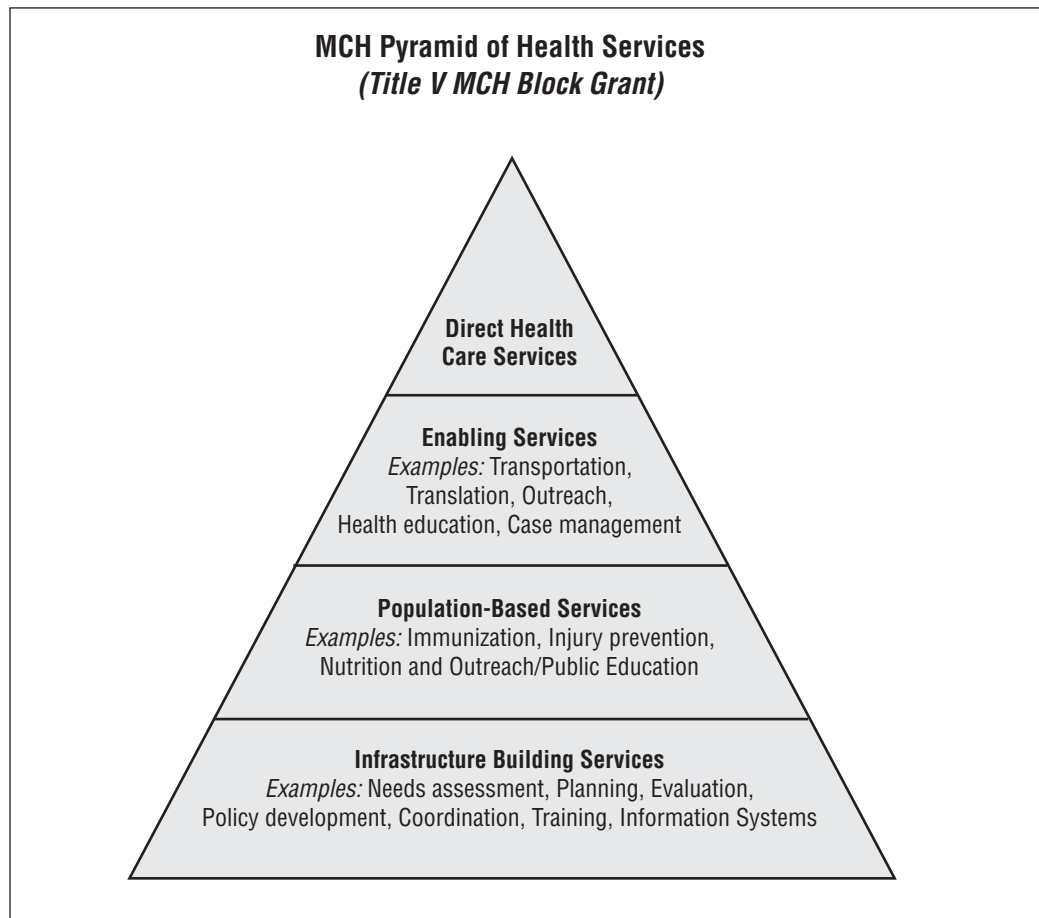 MCH Pyramid of Health Services
(Title V MCH Block Grant)
Direct Health
Care Services
Enabling Services
Examples: Transportation,
Translation, Outreach,
Health education, Case management
Population-Based Services
Examples: Immunization, Injury prevention,
Nutrition and Outreach/Public Education
Infrastructure Building Services
Examples: Needs assessment, Planning, Evaluation,
Policy development, Coordination, Training, Information Systems